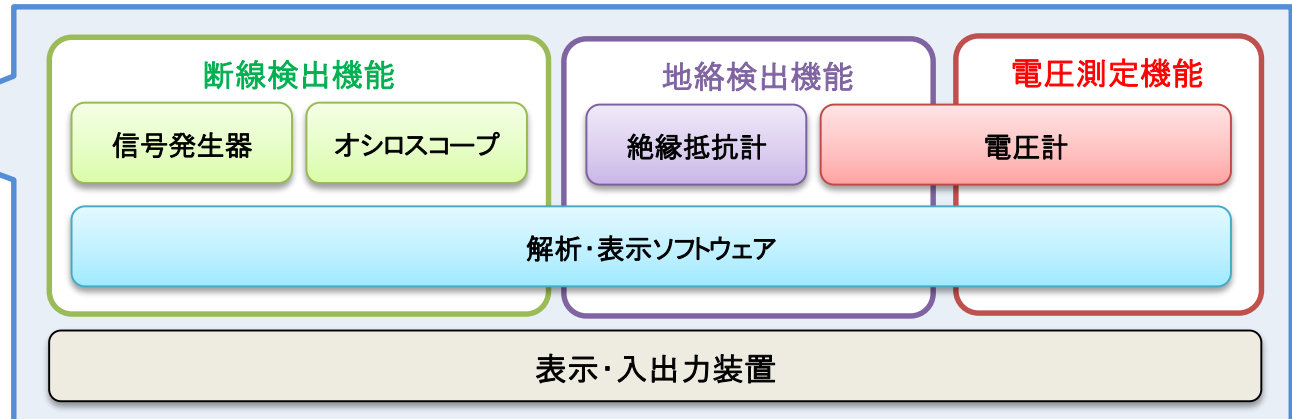 断線検出機能
地絡検出機能
電圧測定機能
信号発生器
オシロスコープ
絶縁抵抗計
電圧計
解析・表示ソフトウェア
表示・入出力装置